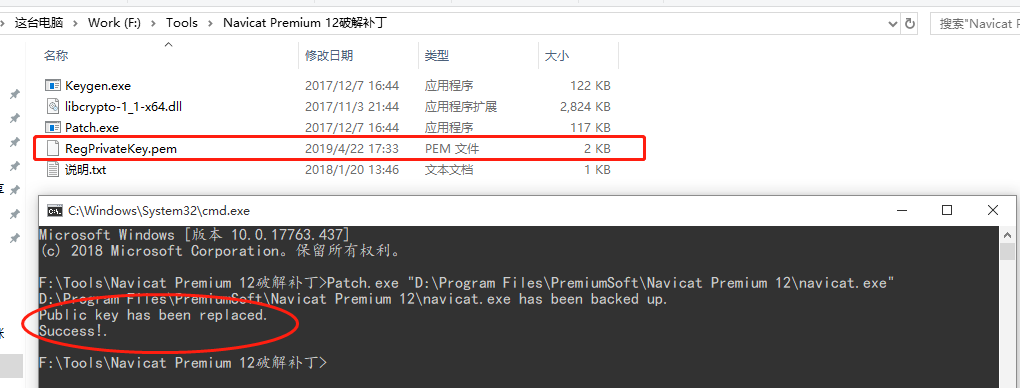 这台电脑 > Work (F:) > Tools > Navicat Premium 12破解补丁
搜索"Navicat P
名称 修改日期 类型 大小
Keygen.exe 2017/12/7 16:44 应用程序 122 KB
libcrypto-1_1-x64.dll 2017/11/3 21:44 应用程序扩展 2,824 KB
Patch.exe 2017/12/7 16:44 应用程序 117 KB
RegPrivateKey.pem 2019/4/22 17:33 PEM 文件 2 KB
说明.txt 2018/1/20 13:46 文本文档 1 KB
享
C:\Windows\System32\cmd.exe
Microsoft Windows [版本 10.0.17763.437]
(c) 2018 Microsoft Corporation。保留所有权利。
F:\Tools\Navicat Premium 12破解补丁>Patch.exe "D:\Program Files\PremiumSoft\Navicat Premium 12\navicat.exe"
D:\Program Files\PremiumSoft\Navicat Premium 12\navicat.exe has been backed up.
Public key has been replaced.
Success!.
F:\Tools\Navicat Premium 12破解补丁>